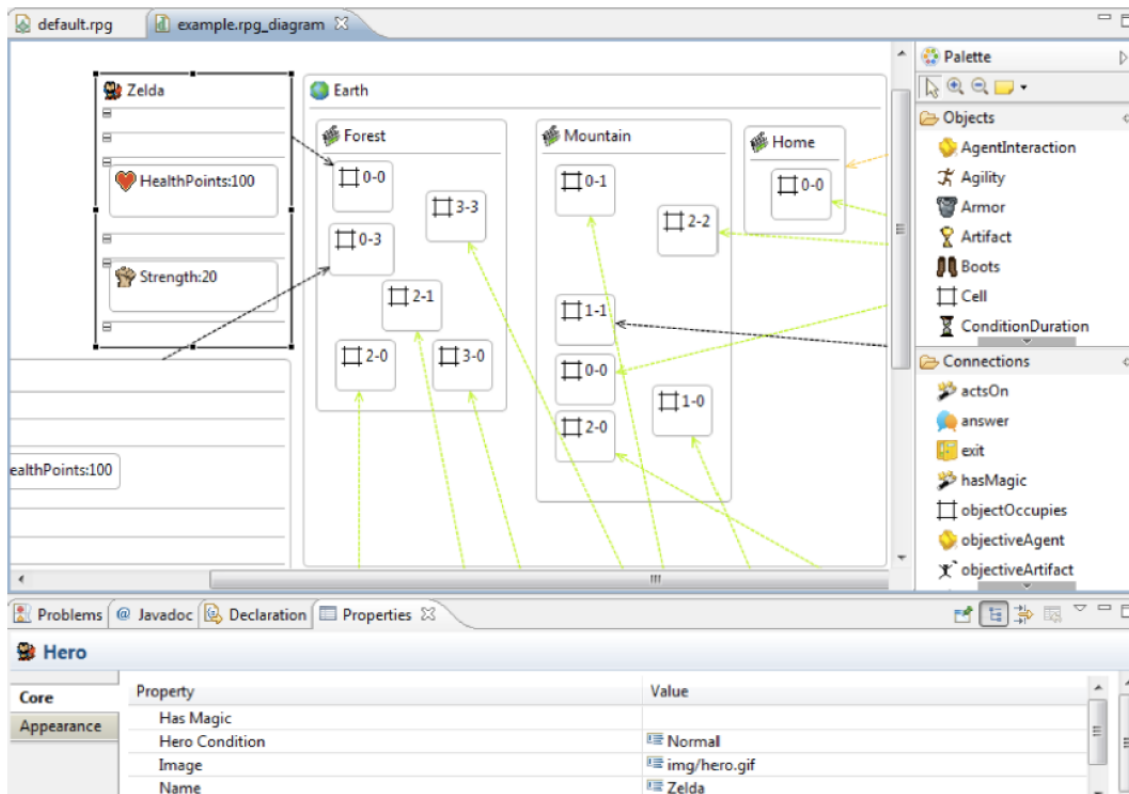 default.rpg
example.rpg_diagram
Zelda
HealthPoints:100
Strength:20
ealthPoints:100
Earth
Forest
0-0
3-3
0-3
2-1
2-0
3-0
Mountain
0-1
2-2
1-1
0-0
1-0
2-0
Home
0-0
Palette
Objects
AgentInteraction
Agility
Armor
Artifact
Boots
Cell
ConditionDuration
Connections
actsOn
answer
exit
hasMagic
objectOccupies
objectiveAgent
objectiveArtifact
Problems @ Javadoc Declaration Properties
Hero
Core
Appearance
Property Value
Has Magic
Hero Condition Normal
Image img/hero.gif
Name Zelda